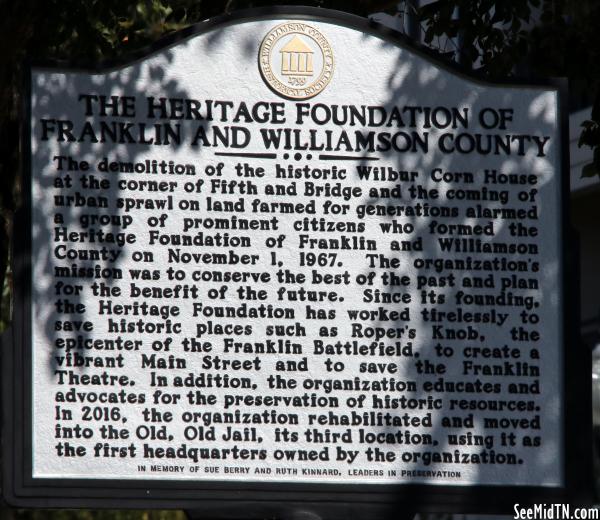 WILLIAMSON COUNTY
HISTORICAL SOCIETY
1799
THE HERITAGE FOUNDATION OF
FRANKLIN AND WILLIAMSON COUNTY
The demolition of the historic Wilbur Corn House
at the corner of Fifth and Bridge and the coming of
urban sprawl on land farmed for generations alarmed
a group of prominent citizens who formed the
Heritage Foundation of Franklin and Williamson
County on November 1, 1967. The organization's
mission was to conserve the best of the past and plan
for the benefit of the future. Since its founding,
the Heritage Foundation has worked tirelessly to
save historic places such as Roper's Knob, the
epicenter of the Franklin Battlefield, to create a
vibrant Main Street and to save the Franklin
Theatre. In addition, the organization educates and
advocates for the preservation of historic resources.
In 2016, the organization rehabilitated and moved
into the Old, Old Jail, its third location, using it as
the first headquarters owned by the organization.
IN MEMORY OF SUE BERRY AND RUTH KINNARD, LEADERS IN PRESERVATION
SeeMidTN.com